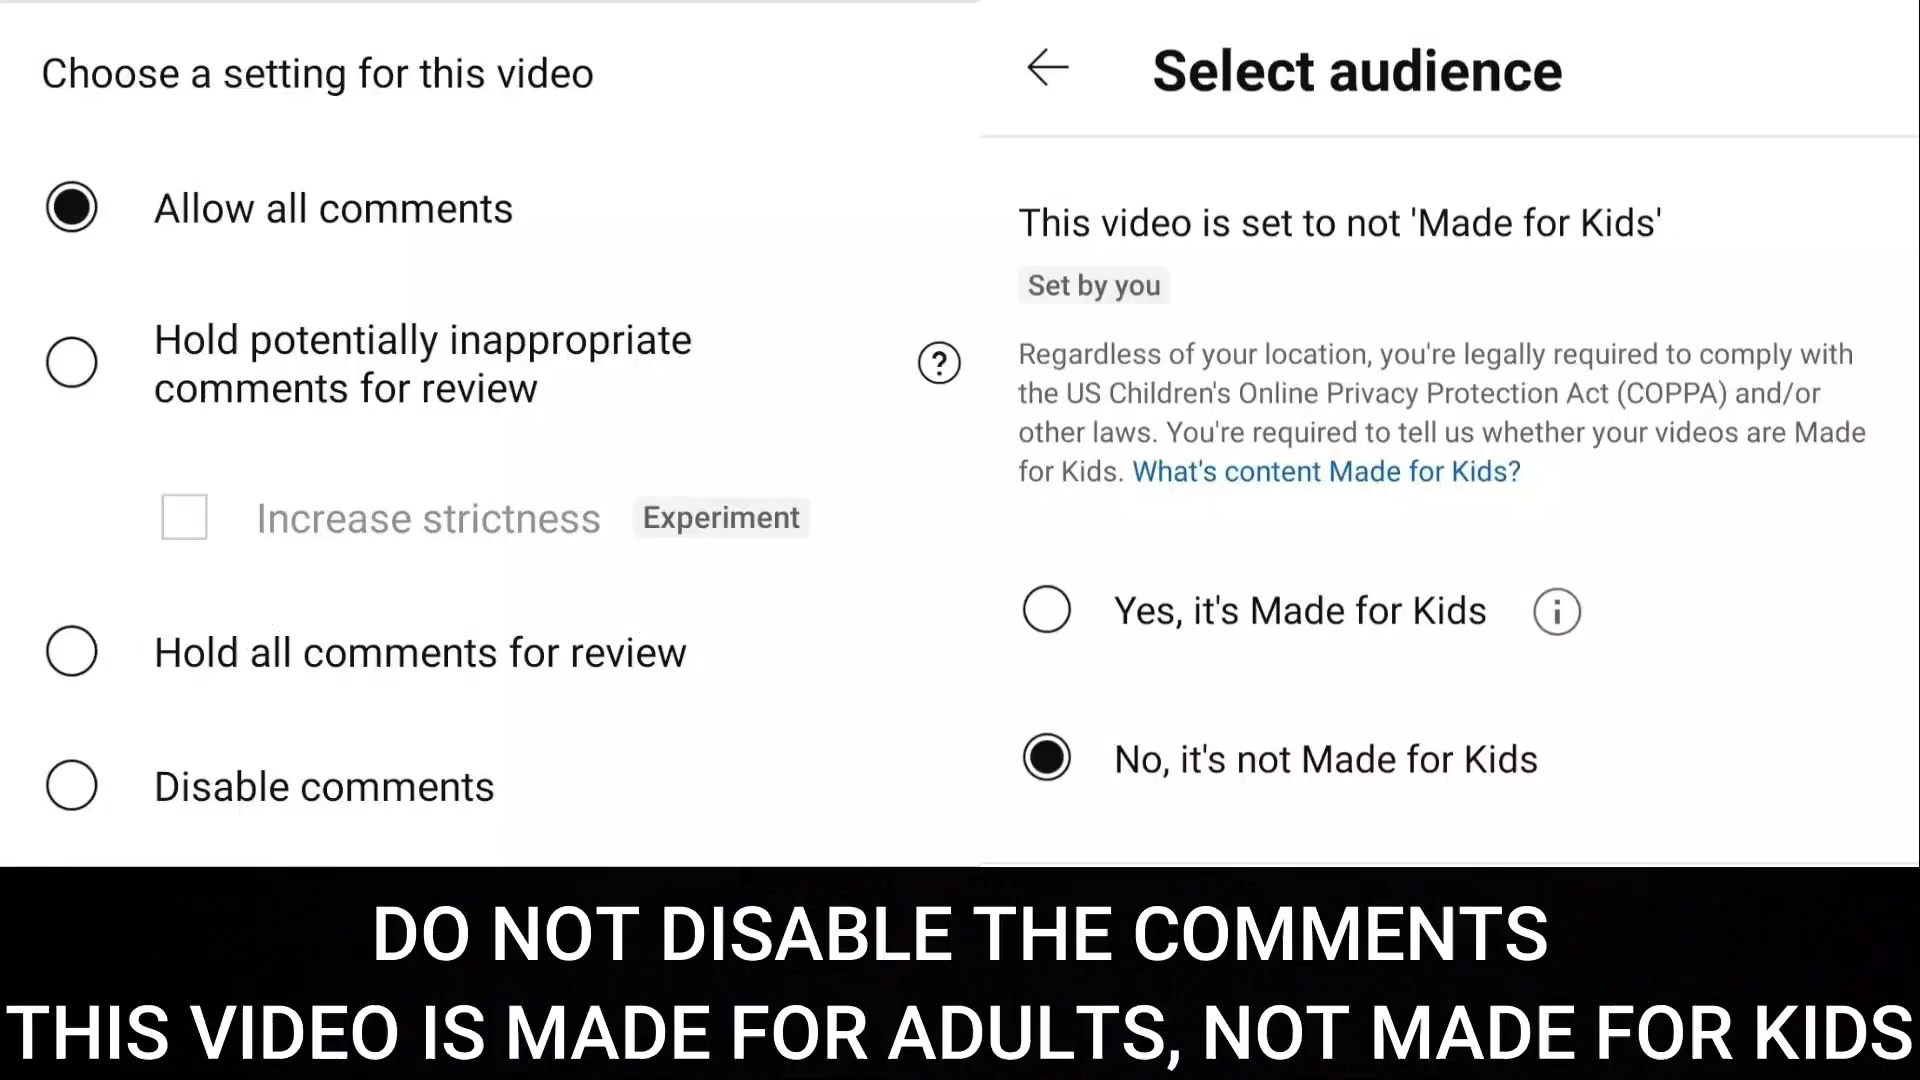 Choose a setting for this video
Allow all comments
Hold potentially inappropriate
comments for review
?
Increase strictness Experiment
Hold all comments for review
Disable comments
Select audience
This video is set to not 'Made for Kids'
Set by you
Regardless of your location, you're legally required to comply with
the US Children's Online Privacy Protection Act (COPPA) and/or
other laws. You're required to tell us whether your videos are Made
for Kids. What's content Made for Kids?
Yes, it's Made for Kids i
No, it's not Made for Kids
DO NOT DISABLE THE COMMENTS
THIS VIDEO IS MADE FOR ADULTS, NOT MADE FOR KIDS